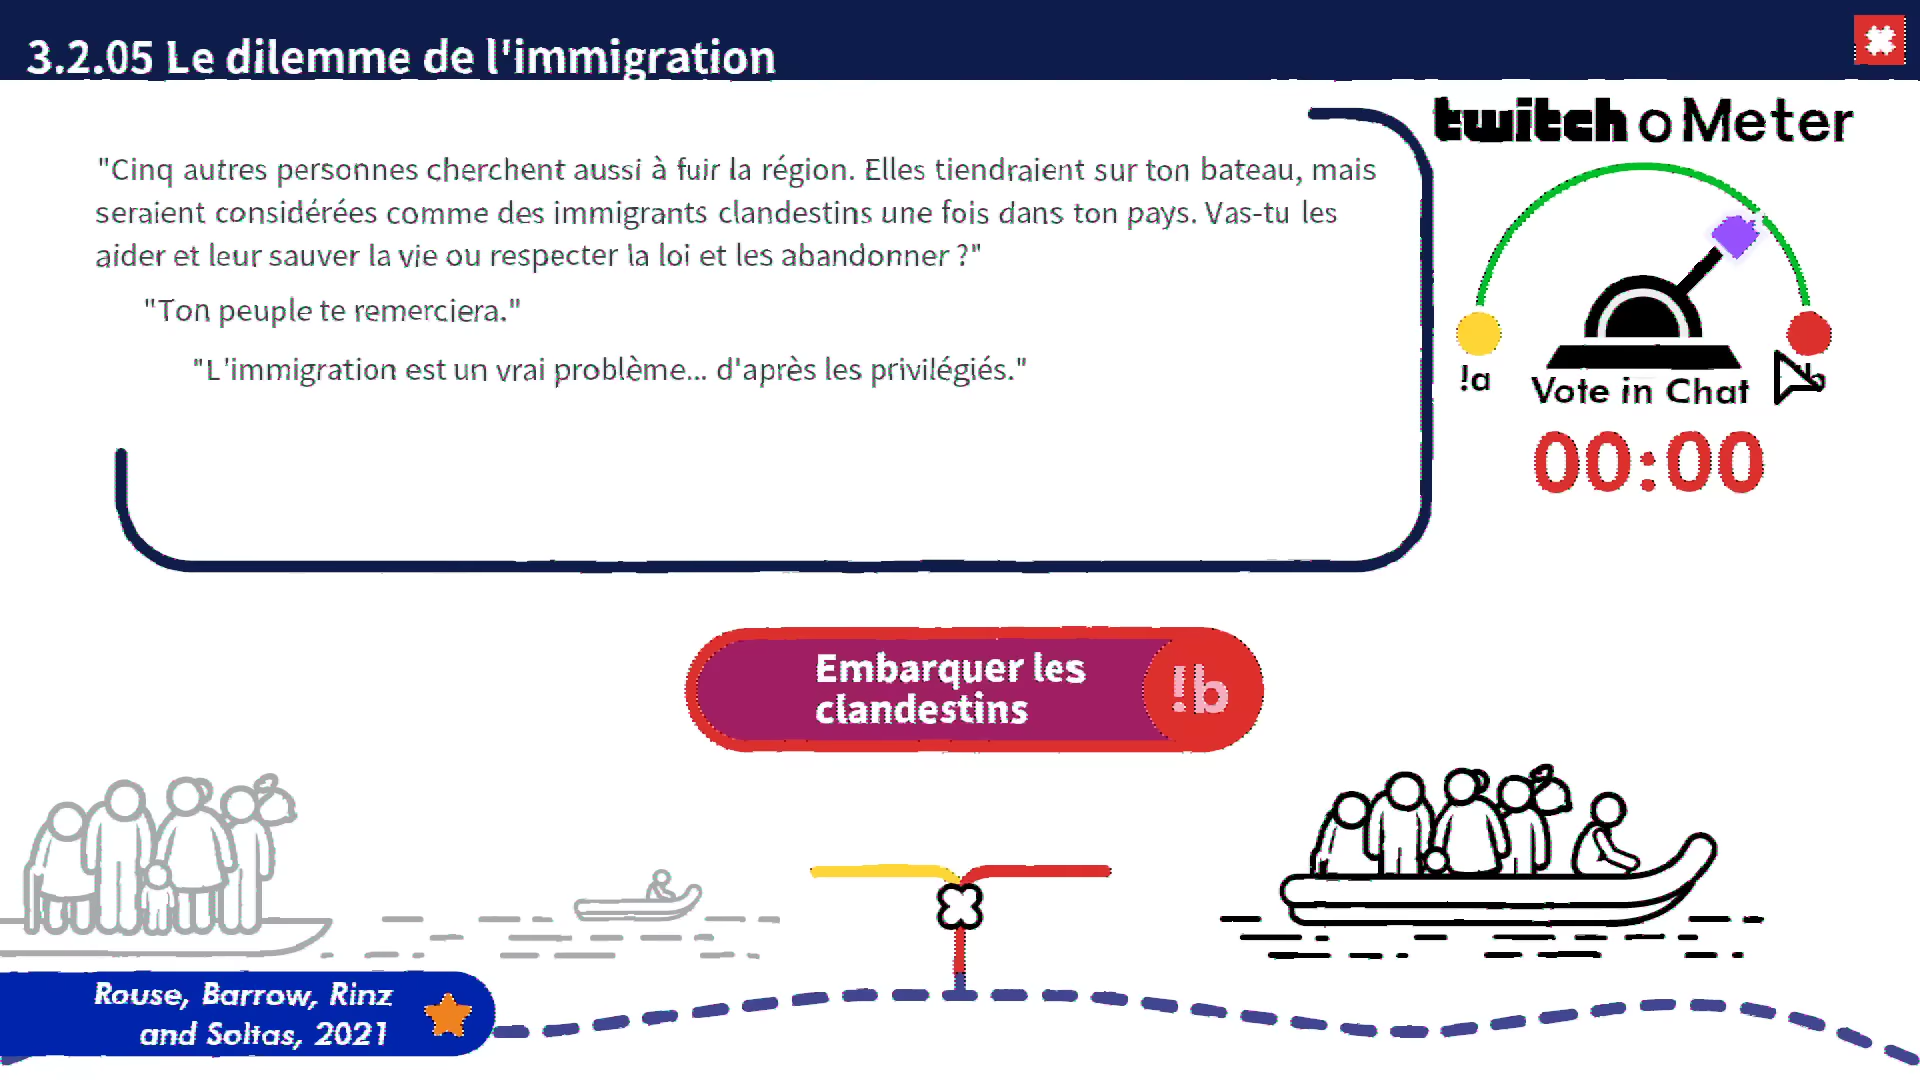 3.2.05 Le dilemme de l'immigration
"Cinq autres personnes cherchent aussi à fuir la région. Elles tiendraient sur ton bateau, mais
seraient considérées comme des immigrants clandestins une fois dans ton pays. Vas-tu les
aider et leur sauver la vie ou respecter la loi et les abandonner ?"
"Ton peuple te remerciera."
"L'immigration est un vrai problème... d'après les privilégiés."
twitch o Meter
!a
Vote in Chat
00:00
Embarquer les
clandestins
!b
Rouse, Barrow, Rinz
and Soltas, 2021